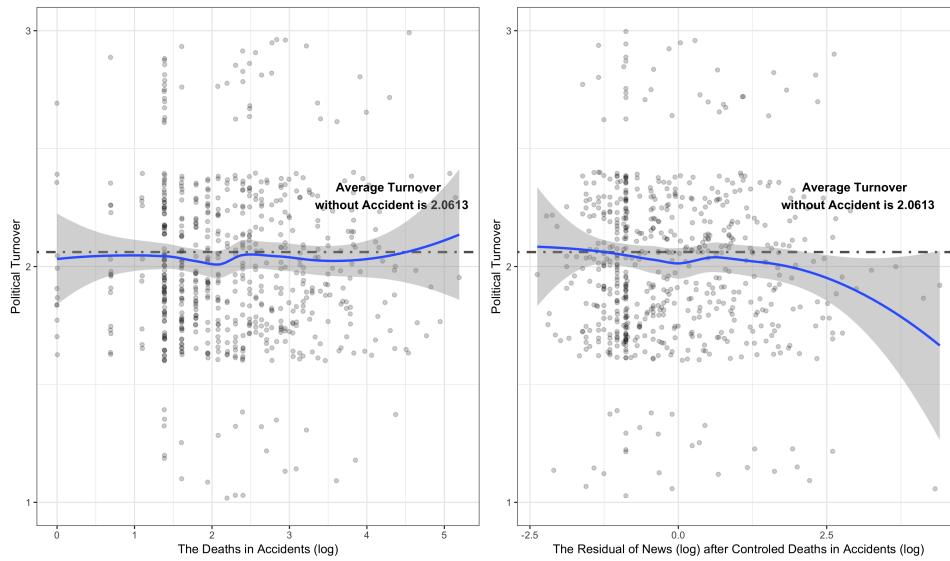 Political Turnover
3
2
1
Average Turnover
without Accident is 2.0613
0 1 2 3 4 5
The Deaths in Accidents (log)
Political Turnover
3
2
1
Average Turnover
without Accident is 2.0613
-2.5 0.0 2.5
The Residual of News (log) after Controled Deaths in Accidents (log)